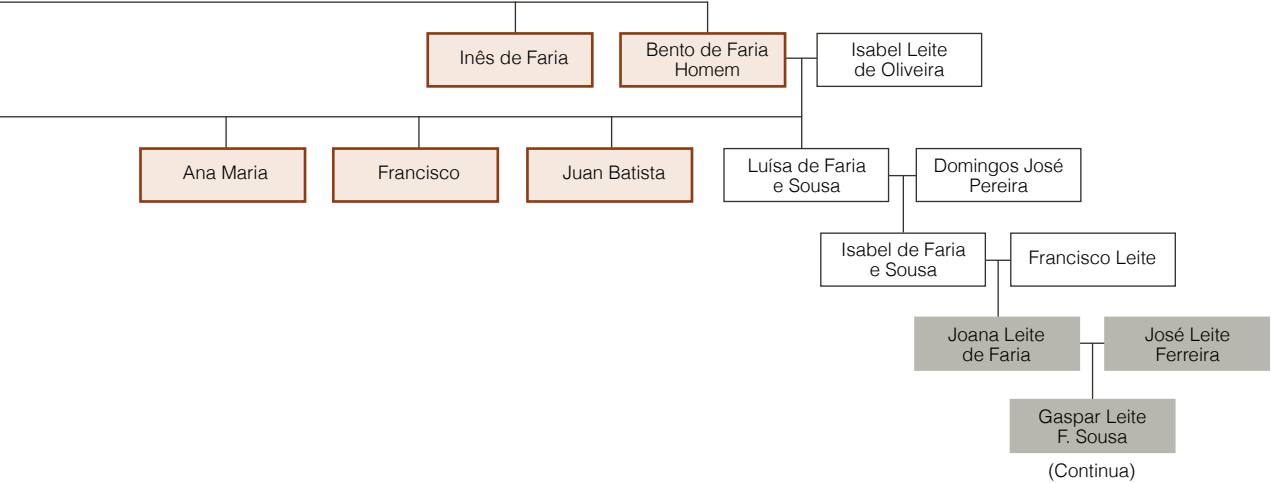 Inês de Faria
Bento de Faria
Homem
Isabel Leite
de Oliveira
Ana Maria
Francisco
Juan Batista
Luísa de Faria
e Sousa
Domingos José
Pereira
Isabel de Faria
e Sousa
Francisco Leite
Joana Leite
de Faria
José Leite
Ferreira
Gaspar Leite
F. Sousa
(Continua)